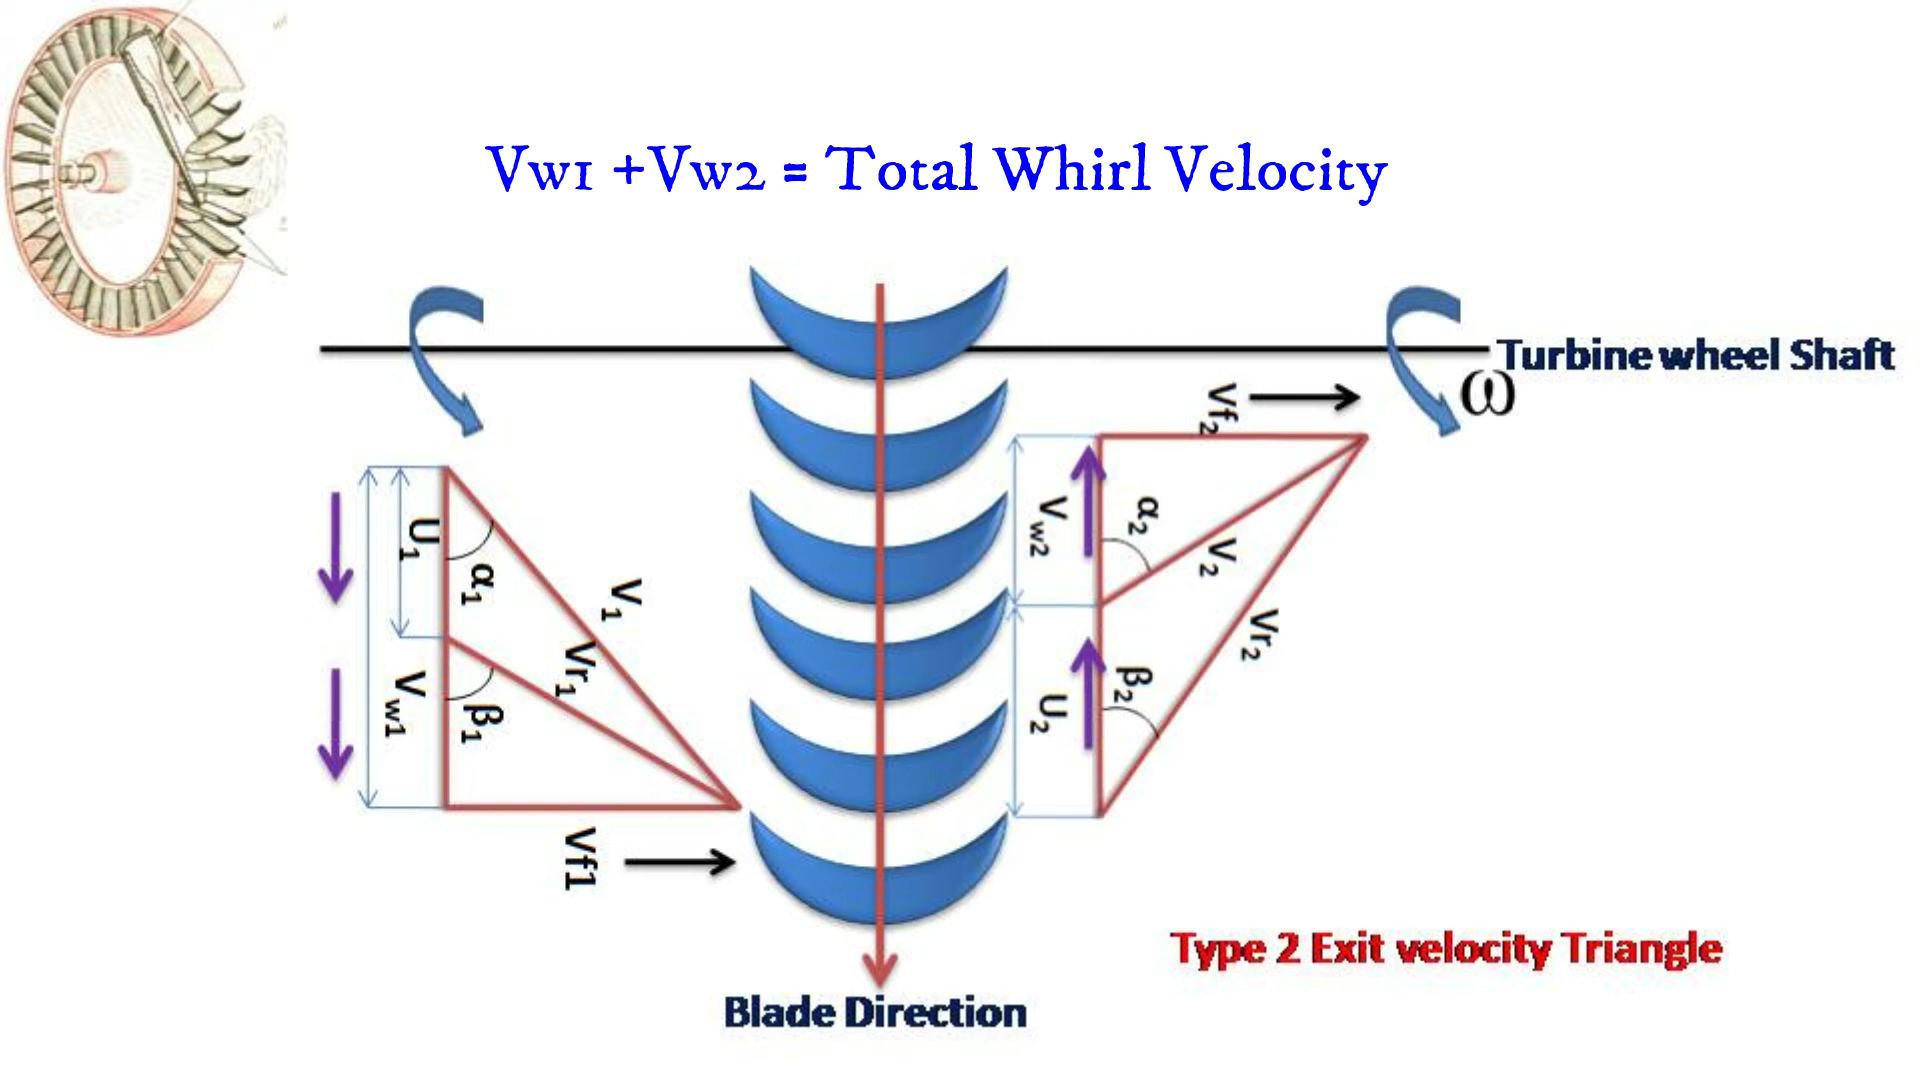 Vw1 +Vw2 = Total Whirl Velocity
Turbine wheel Shaft
ω
Vf₂
U₁
α₁
V₁
Vr₁
Vw1
β₁
Vf1
Vw2
α₂
V₂
Vr₂
β₂
U₂
Type 2 Exit velocity Triangle
Blade Direction